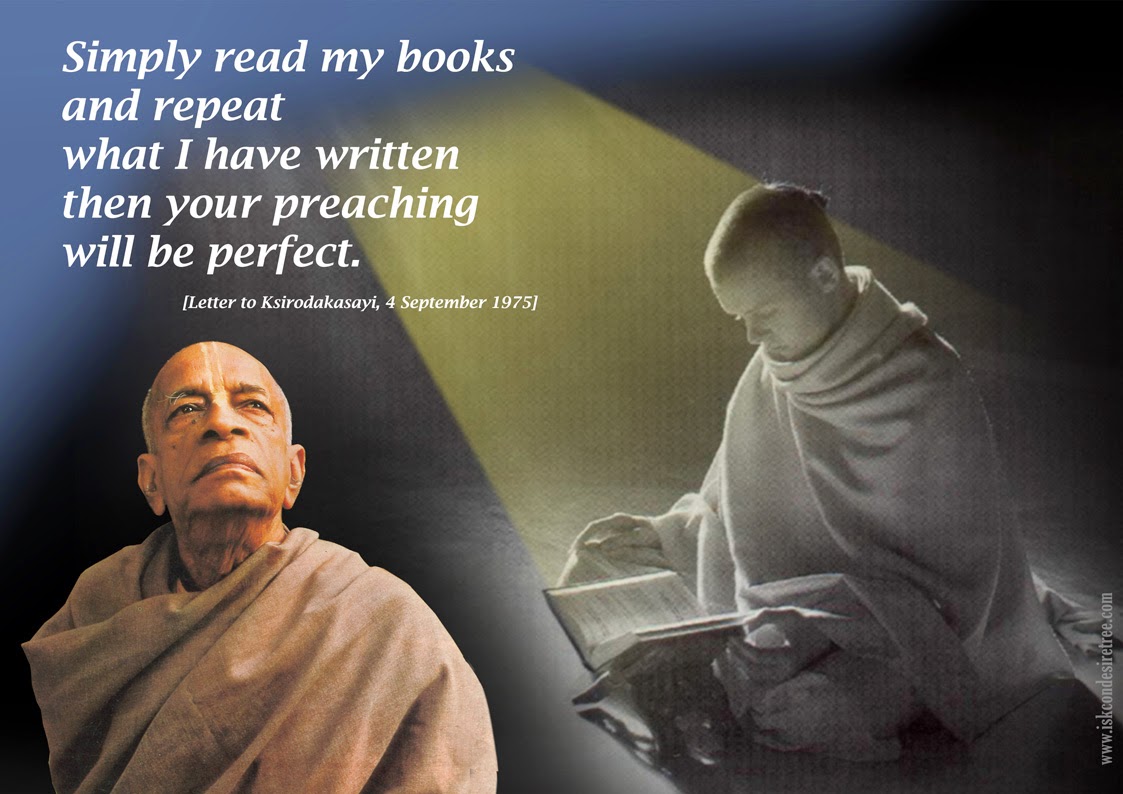 Simply read my books
and repeat
what I have written
then your preaching
will be perfect.
[Letter to Ksirodakasayi, 4 September 1975]
www.iskcondesiretree.com